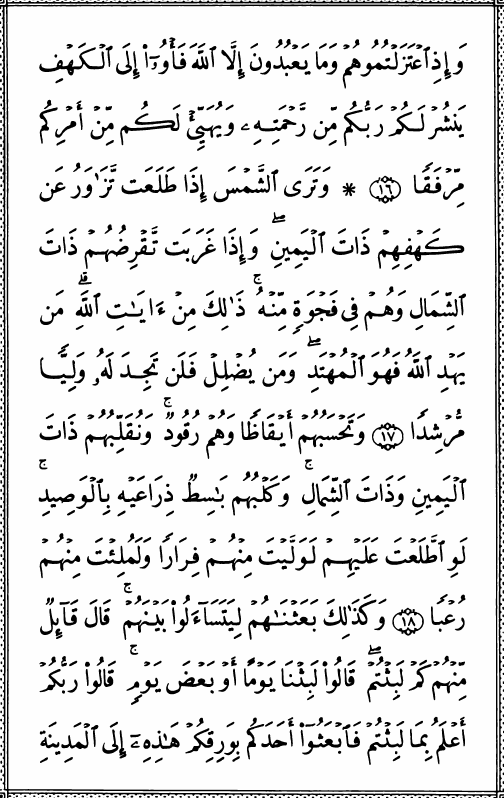 وَإِذِ ٱعْتَزَلْتُمُوهُمْ وَمَا يَعْبُدُونَ إِلَّا ٱللَّهَ فَأْوُۥٓا۟ إِلَى ٱلْكَهْفِ
يَنشُرْ لَكُمْ رَبُّكُم مِّن رَّحْمَتِهِۦ وَيُهَيِّئْ لَكُم مِّنْ أَمْرِكُم
مِّرْفَقًا ١٦ * وَتَرَى ٱلشَّمْسَ إِذَا طَلَعَت تَّزَٰوَرُ عَن
كَهْفِهِمْ ذَاتَ ٱلْيَمِينِ ۖ وَإِذَا غَرَبَت تَّقْرِضُهُمْ ذَاتَ
ٱلشِّمَالِ وَهُمْ فِى فَجْوَةٍ مِّنْهُ ۚ ذَٰلِكَ مِنْ ءَايَٰتِ ٱللَّهِ ۗ مَن
يَهْدِ ٱللَّهُ فَهُوَ ٱلْمُهْتَدِ ۖ وَمَن يُضْلِلْ فَلَن تَجِدَ لَهُۥ وَلِيًّا
مُّرْشِدًا ١٧ وَتَحْسَبُهُمْ أَيْقَاظًا وَهُمْ رُقُودٌ ۚ وَنُقَلِّبُهُمْ ذَاتَ
ٱلْيَمِينِ وَذَاتَ ٱلشِّمَالِ ۖ وَكَلْبُهُم بَٰسِطٌ ذِرَاعَيْهِ بِٱلْوَصِيدِ ۚ
لَوِ ٱطَّلَعْتَ عَلَيْهِمْ لَوَلَّيْتَ مِنْهُمْ فِرَارًا وَلَمُلِئْتَ مِنْهُمْ
رُعْبًا ١٨ وَكَذَٰلِكَ بَعَثْنَٰهُمْ لِيَتَسَآءَلُوا۟ بَيْنَهُمْ ۚ قَالَ قَآئِلٌ
مِّنْهُمْ كَمْ لَبِثْتُمْ ۖ قَالُوا۟ لَبِثْنَا يَوْمًا أَوْ بَعْضَ يَوْمٍ ۚ قَالُوا۟ رَبُّكُمْ
أَعْلَمُ بِمَا لَبِثْتُمْ فَٱبْعَثُوٓا۟ أَحَدَكُم بِوَرِقِكُمْ هَٰذِهِۦٓ إِلَى ٱلْمَدِينَةِ